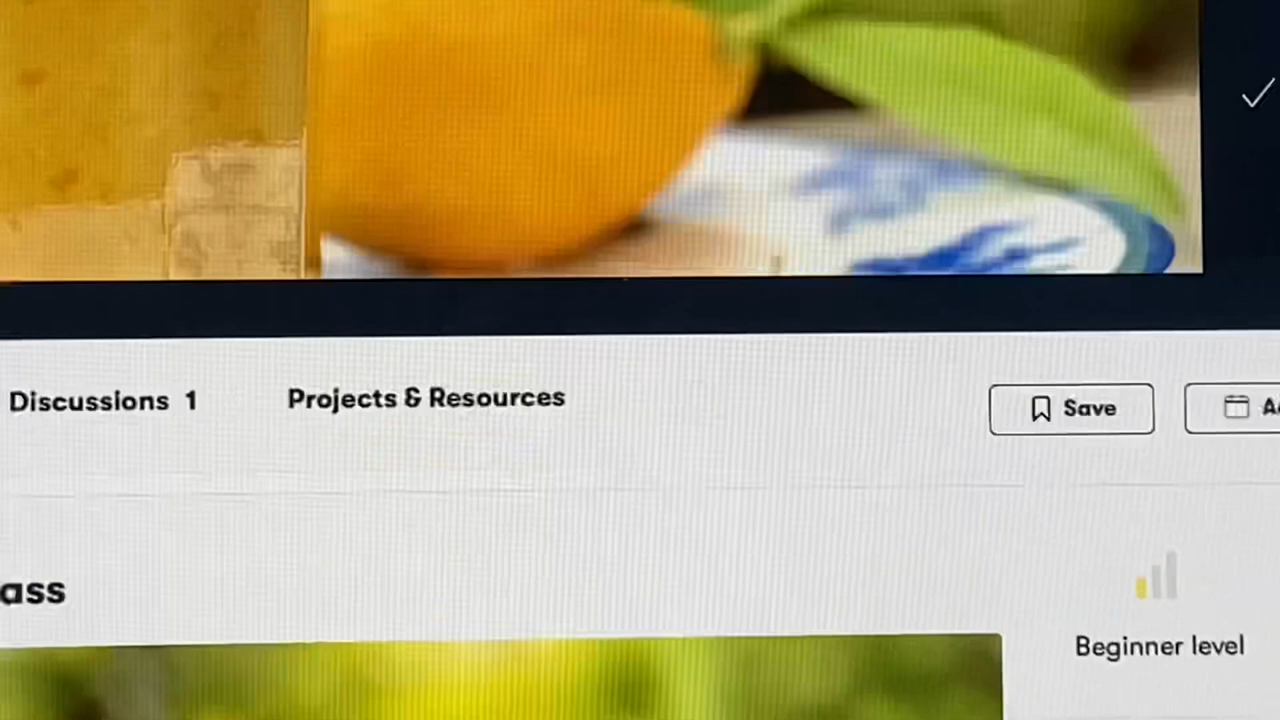 Discussions 1
Projects & Resources
Save
ass
Beginner level